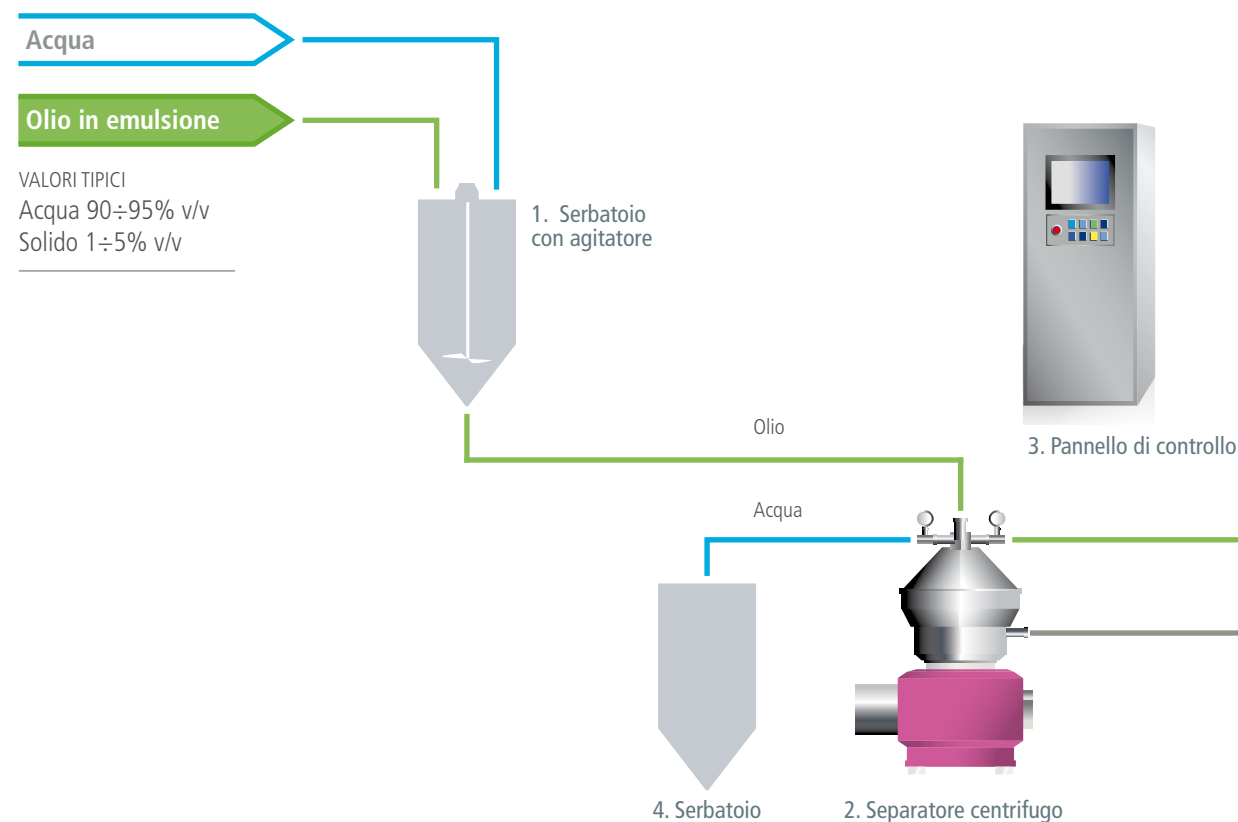 Acqua
Olio in emulsione
VALORI TIPICI
Acqua 90÷95% v/v
Solido 1÷5% v/v
1. Serbatoio
con agitatore
3. Pannello di controllo
Olio
Acqua
4. Serbatoio
2. Separatore centrifugo